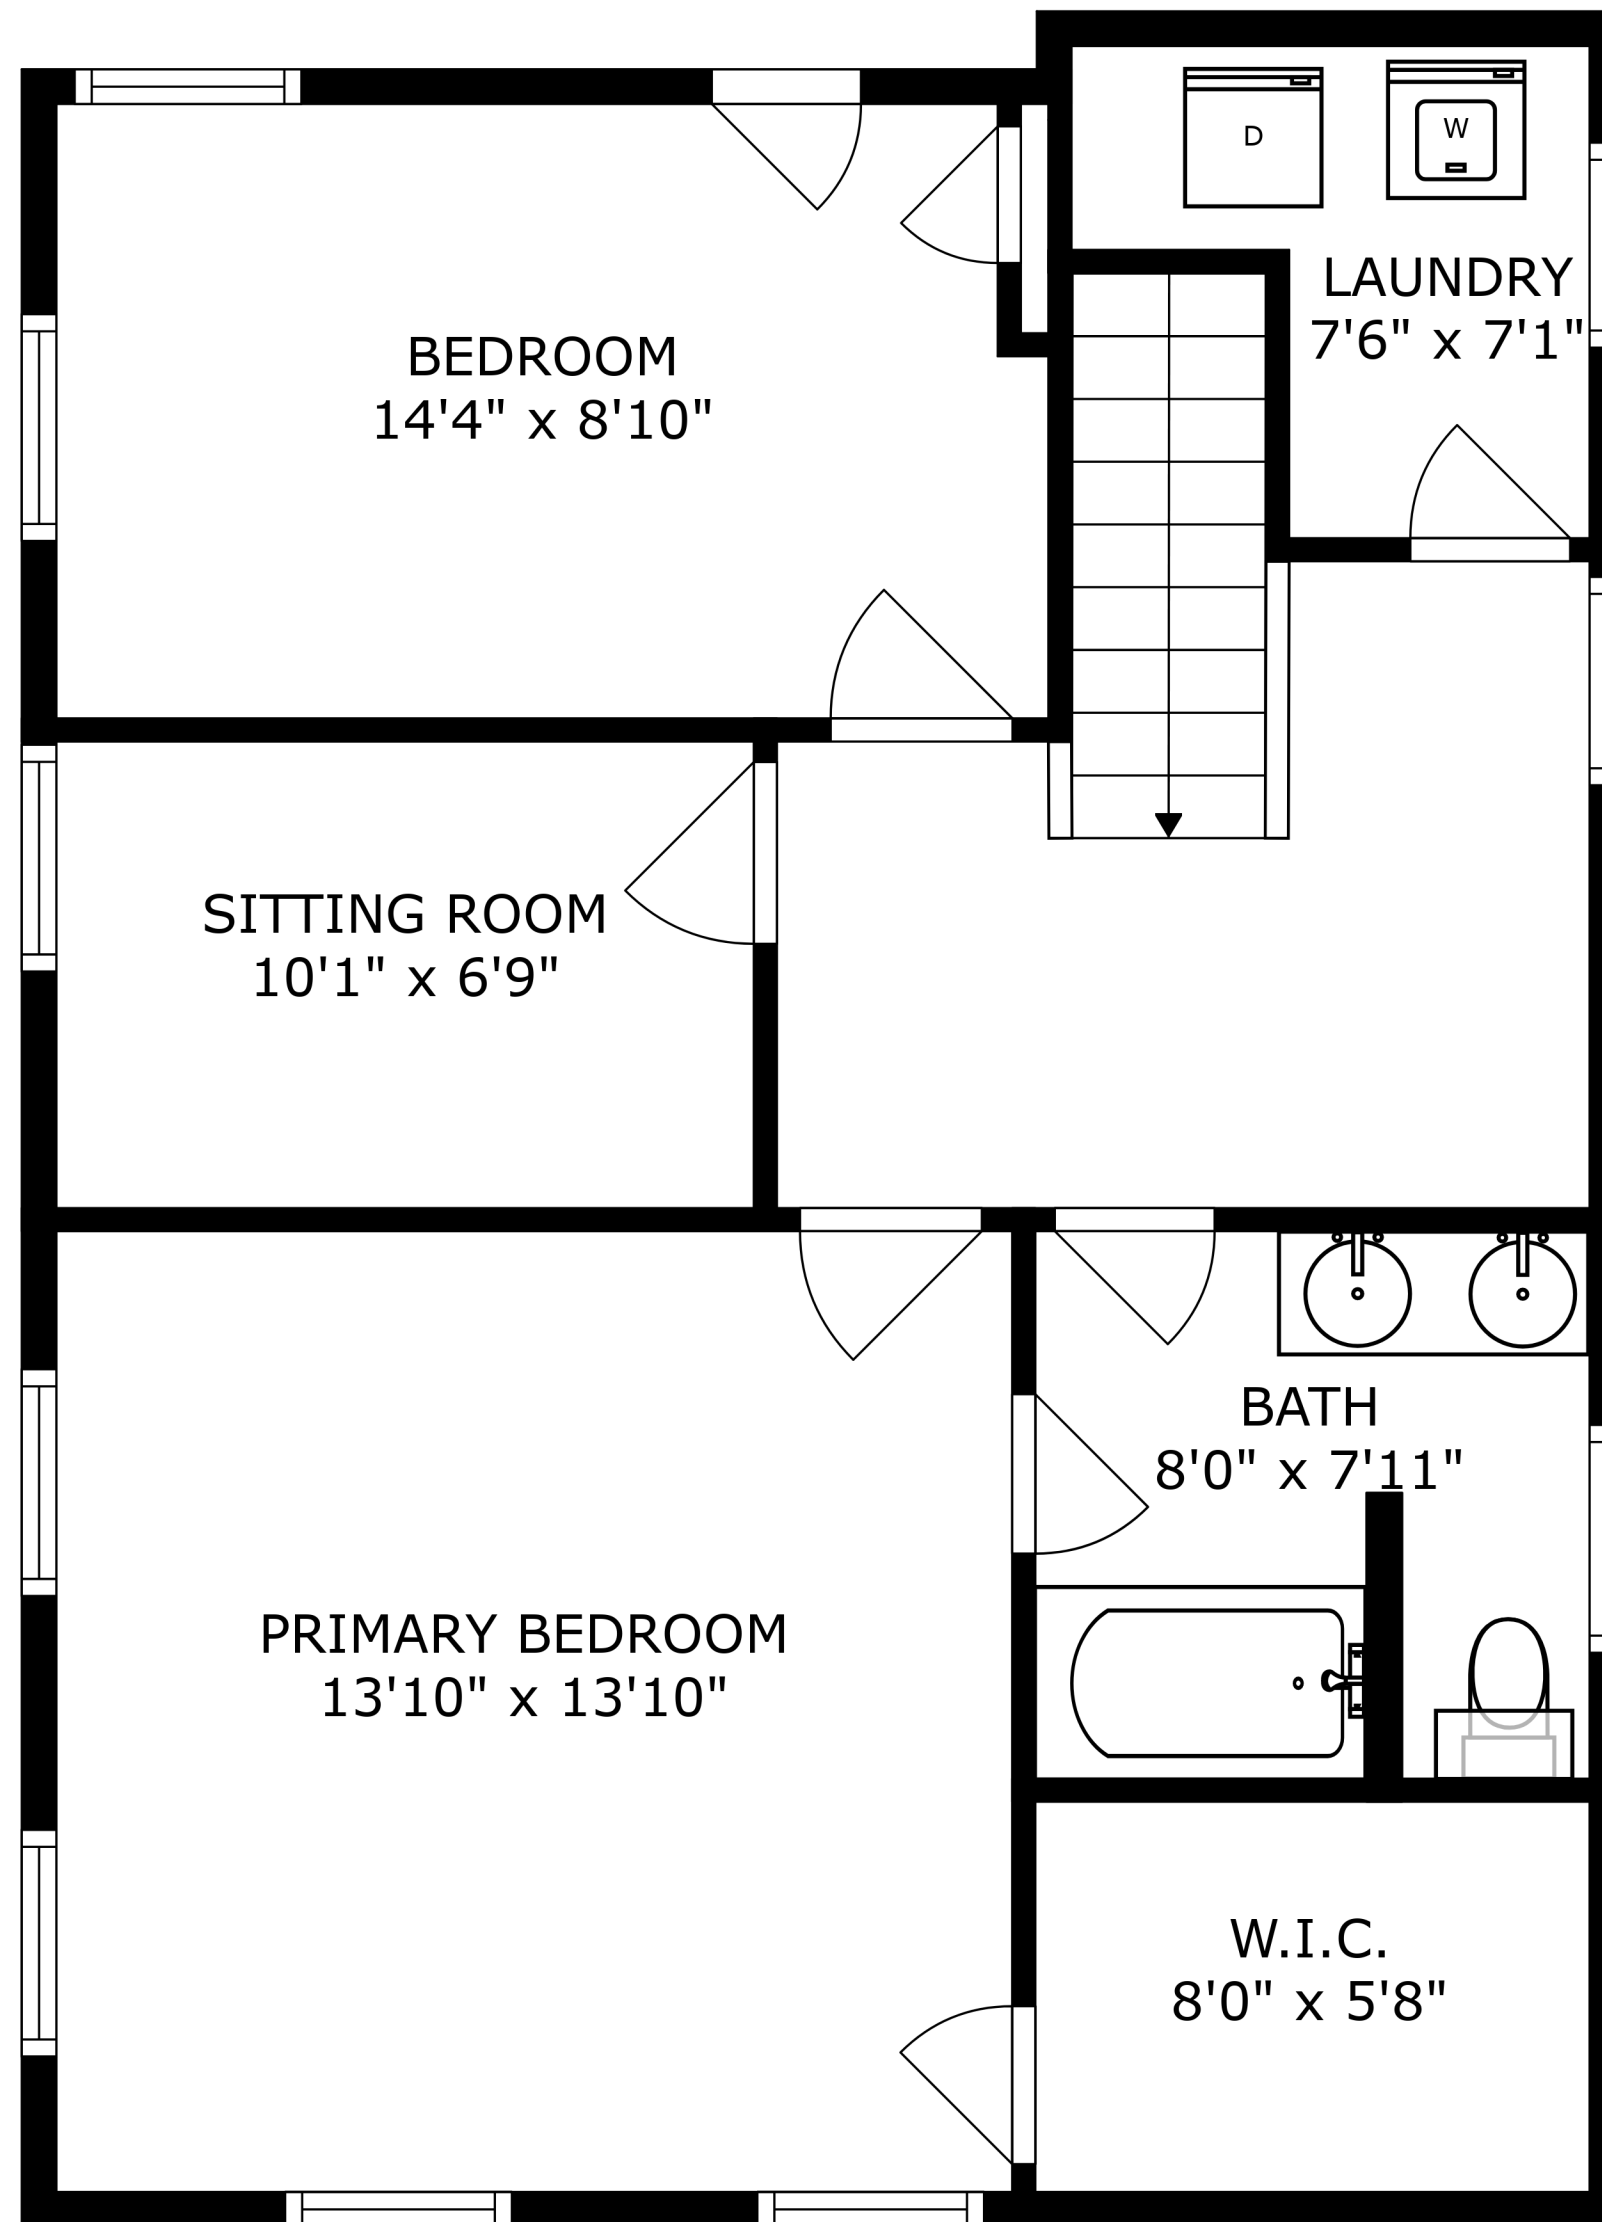 D
W
LAUNDRY
7'6" x 7'1"
BEDROOM
14'4" x 8'10"
SITTING ROOM
10'1" x 6'9"
BATH
8'0" x 7'11"
PRIMARY BEDROOM
13'10" x 13'10"
W.I.C.
8'0" x 5'8"